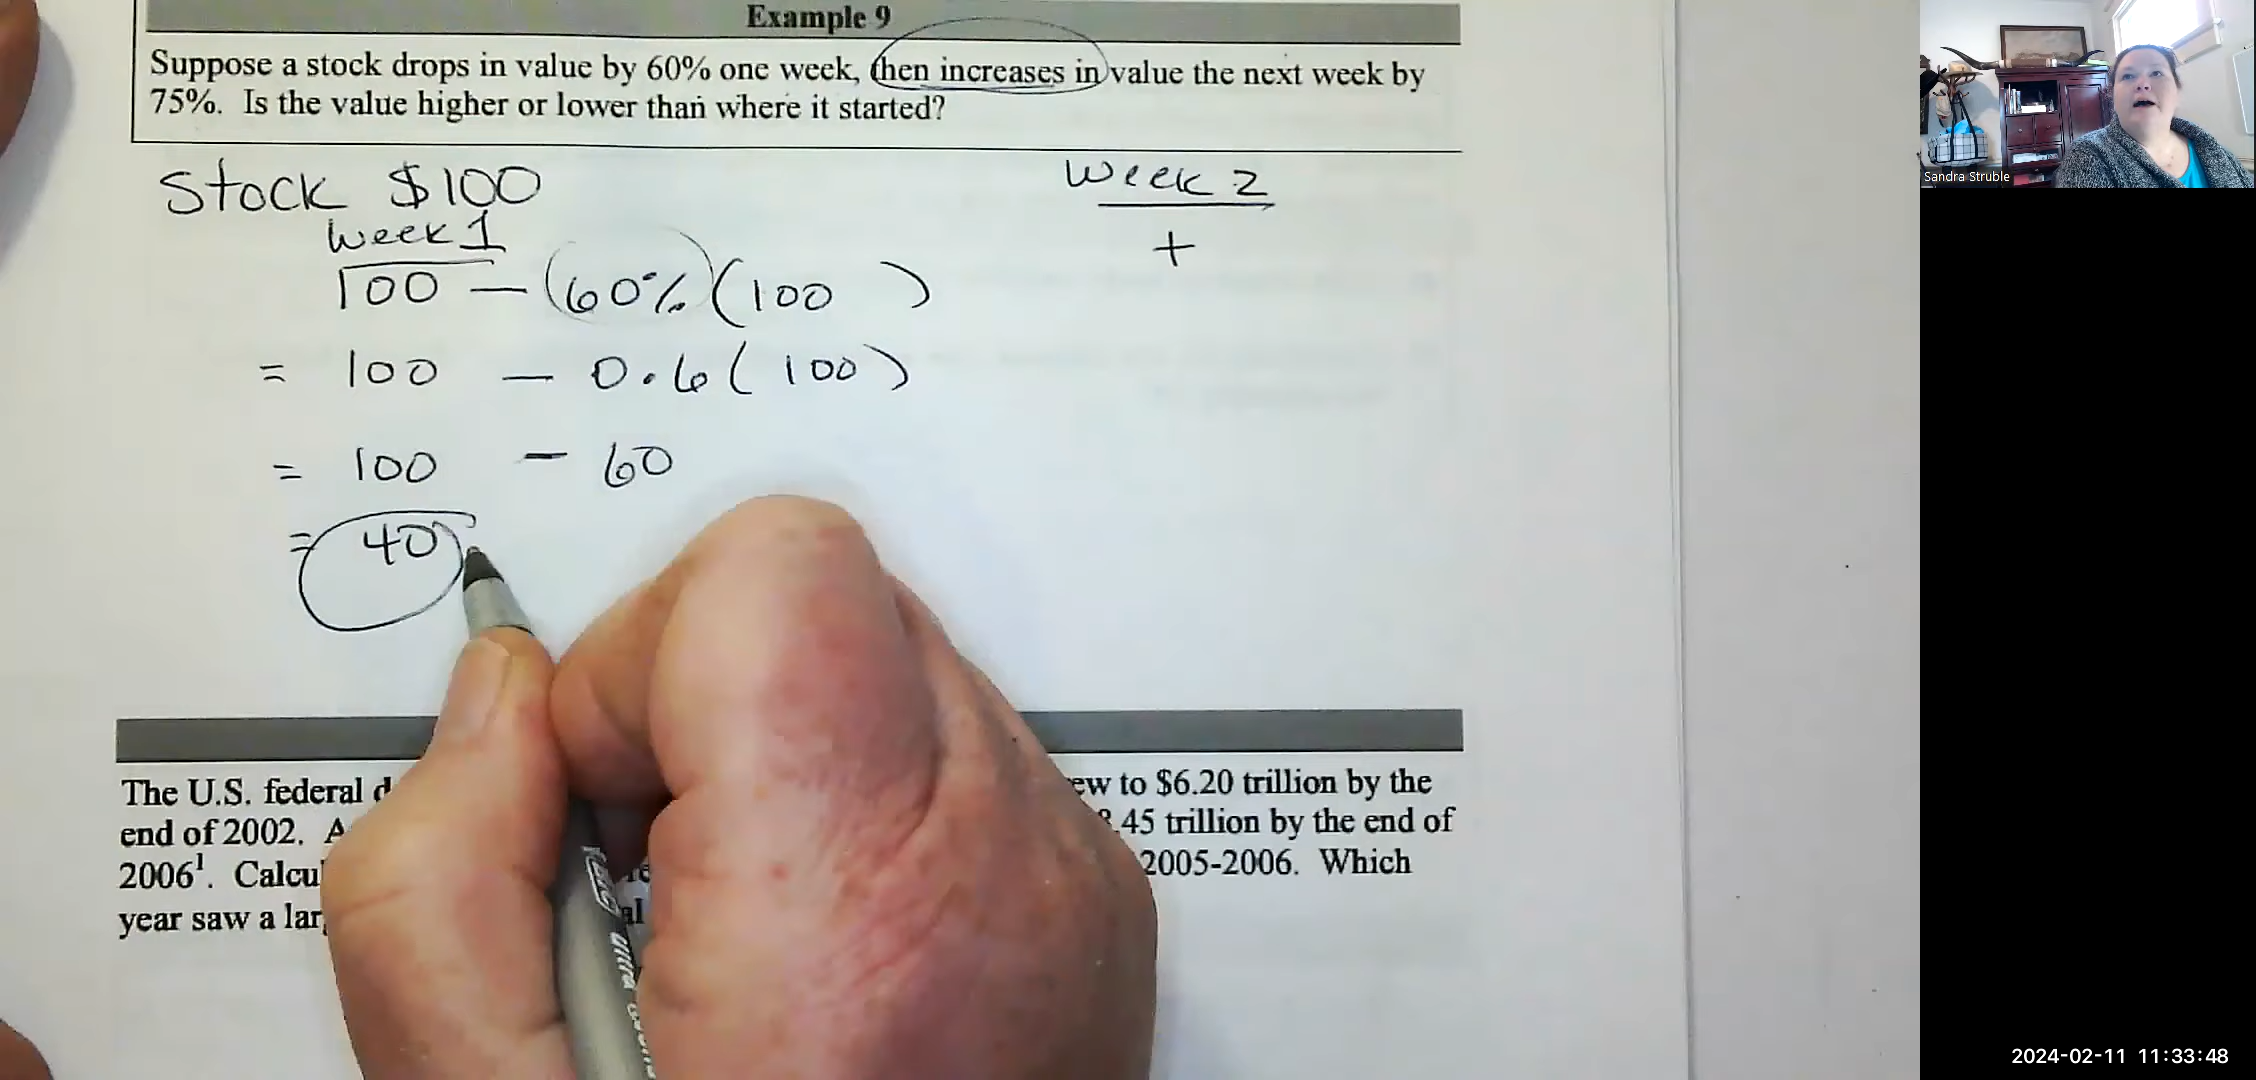 Example 9
Suppose a stock drops in value by 60% one week, then increases in value the next week by
75%. Is the value higher or lower than where it started?
Stock $100
Week 1
100 - (60%)(100 )
= 100 - 0.6(100)
= 100 - 60
= 40
Week 2
+
The U.S. federal
ew to $6.20 trillion by the
end of 2002. A
.45 trillion by the end of
2006¹. Calcu
2005-2006. Which
year saw a lar
al
Sandra Struble
2024-02-11 11:33:48